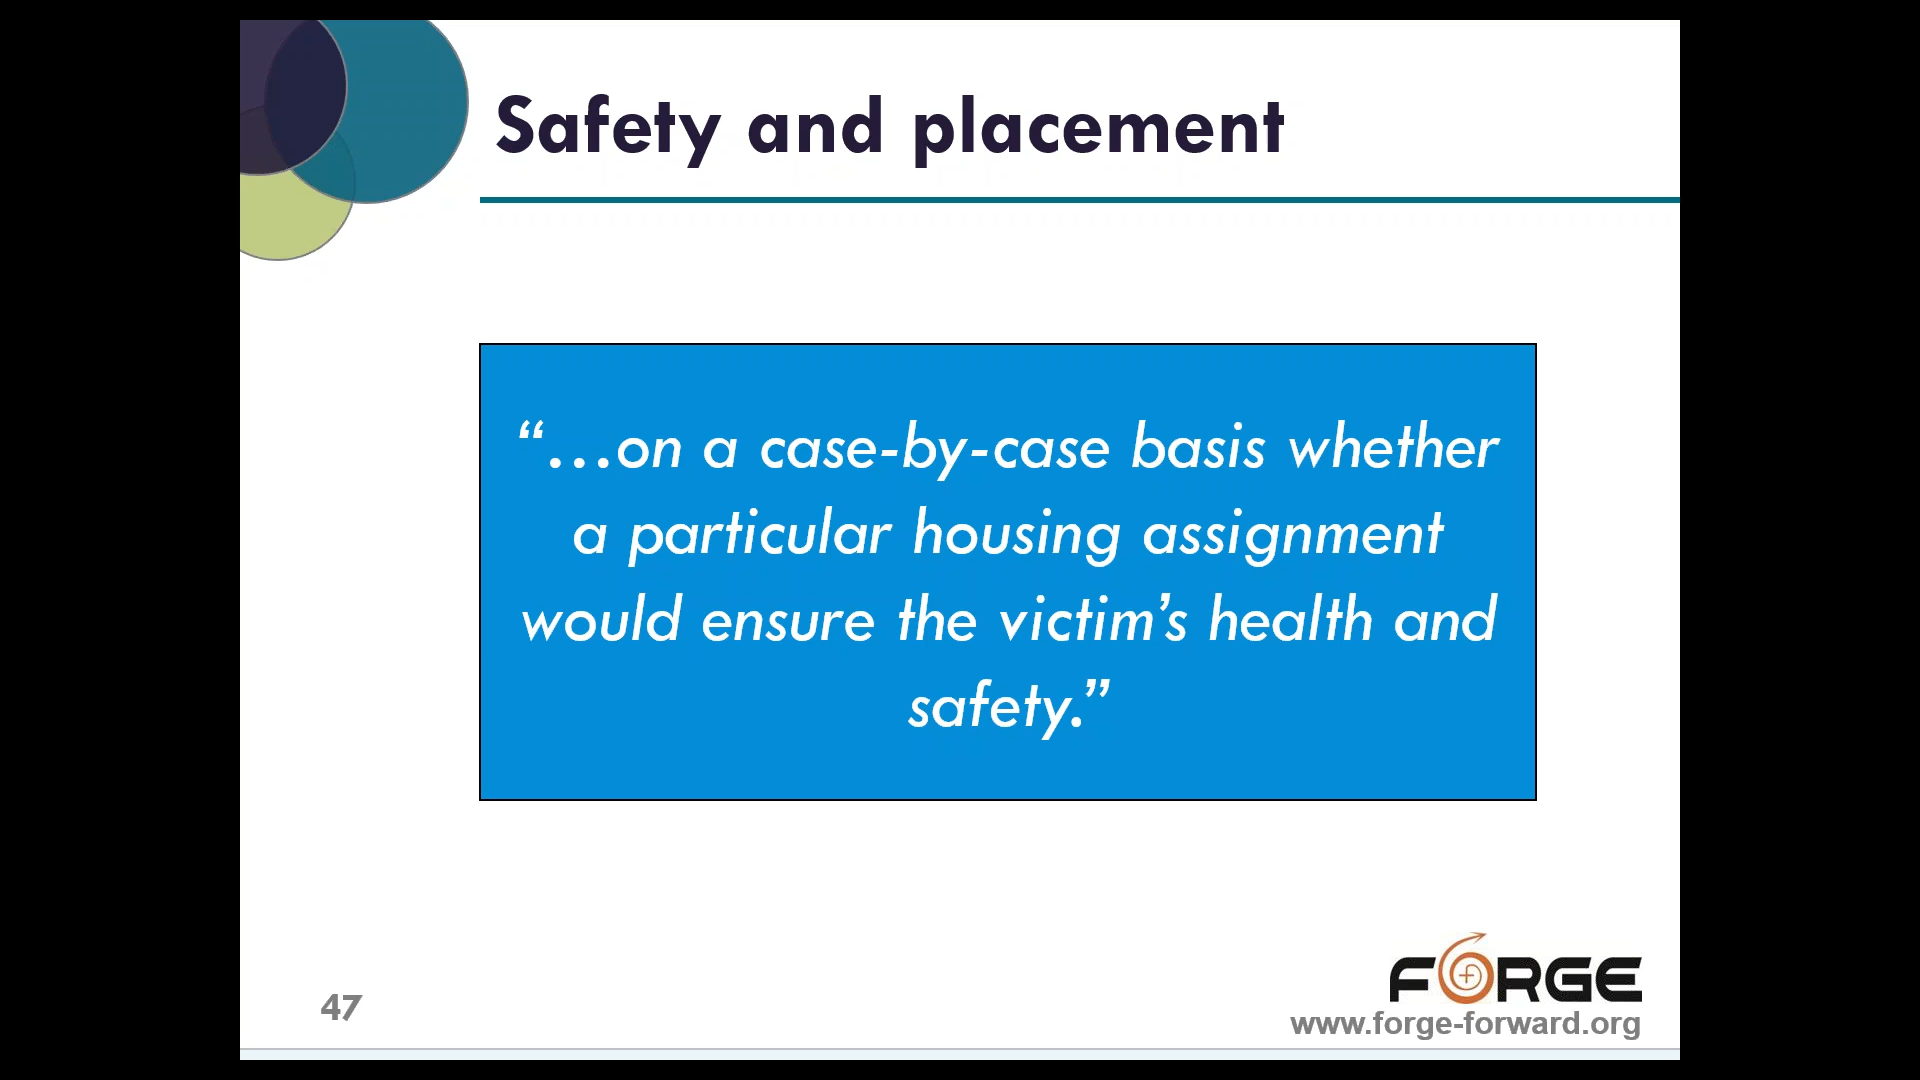 Safety and placement
“…on a case-by-case basis whether
a particular housing assignment
would ensure the victim’s health and
safety.”
FORGE
47
www.forge-forward.org